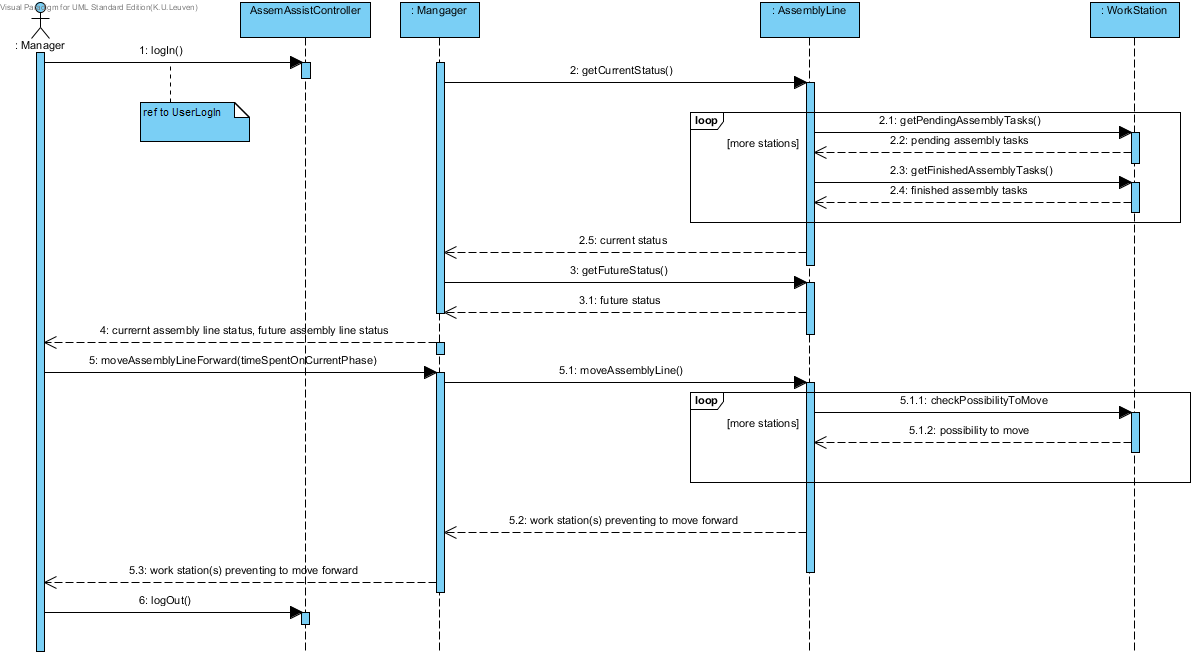 Visual Paradigm for UML Standard Edition(K.U.Leuven)
AssemAssistController
: Mangager
: AssemblyLine
: WorkStation
: Manager
1: logIn()
ref to UserLogIn
2: getCurrentStatus()
loop
[more stations]
2.1: getPendingAssemblyTasks()
2.2: pending assembly tasks
2.3: getFinishedAssemblyTasks()
2.4: finished assembly tasks
2.5: current status
3: getFutureStatus()
3.1: future status
4: currernt assembly line status, future assembly line status
5: moveAssemblyLineForward(timeSpentOnCurrentPhase)
5.1: moveAssemblyLine()
loop
[more stations]
5.1.1: checkPossibilityToMove
5.1.2: possibility to move
5.2: work station(s) preventing to move forward
5.3: work station(s) preventing to move forward
6: logOut()